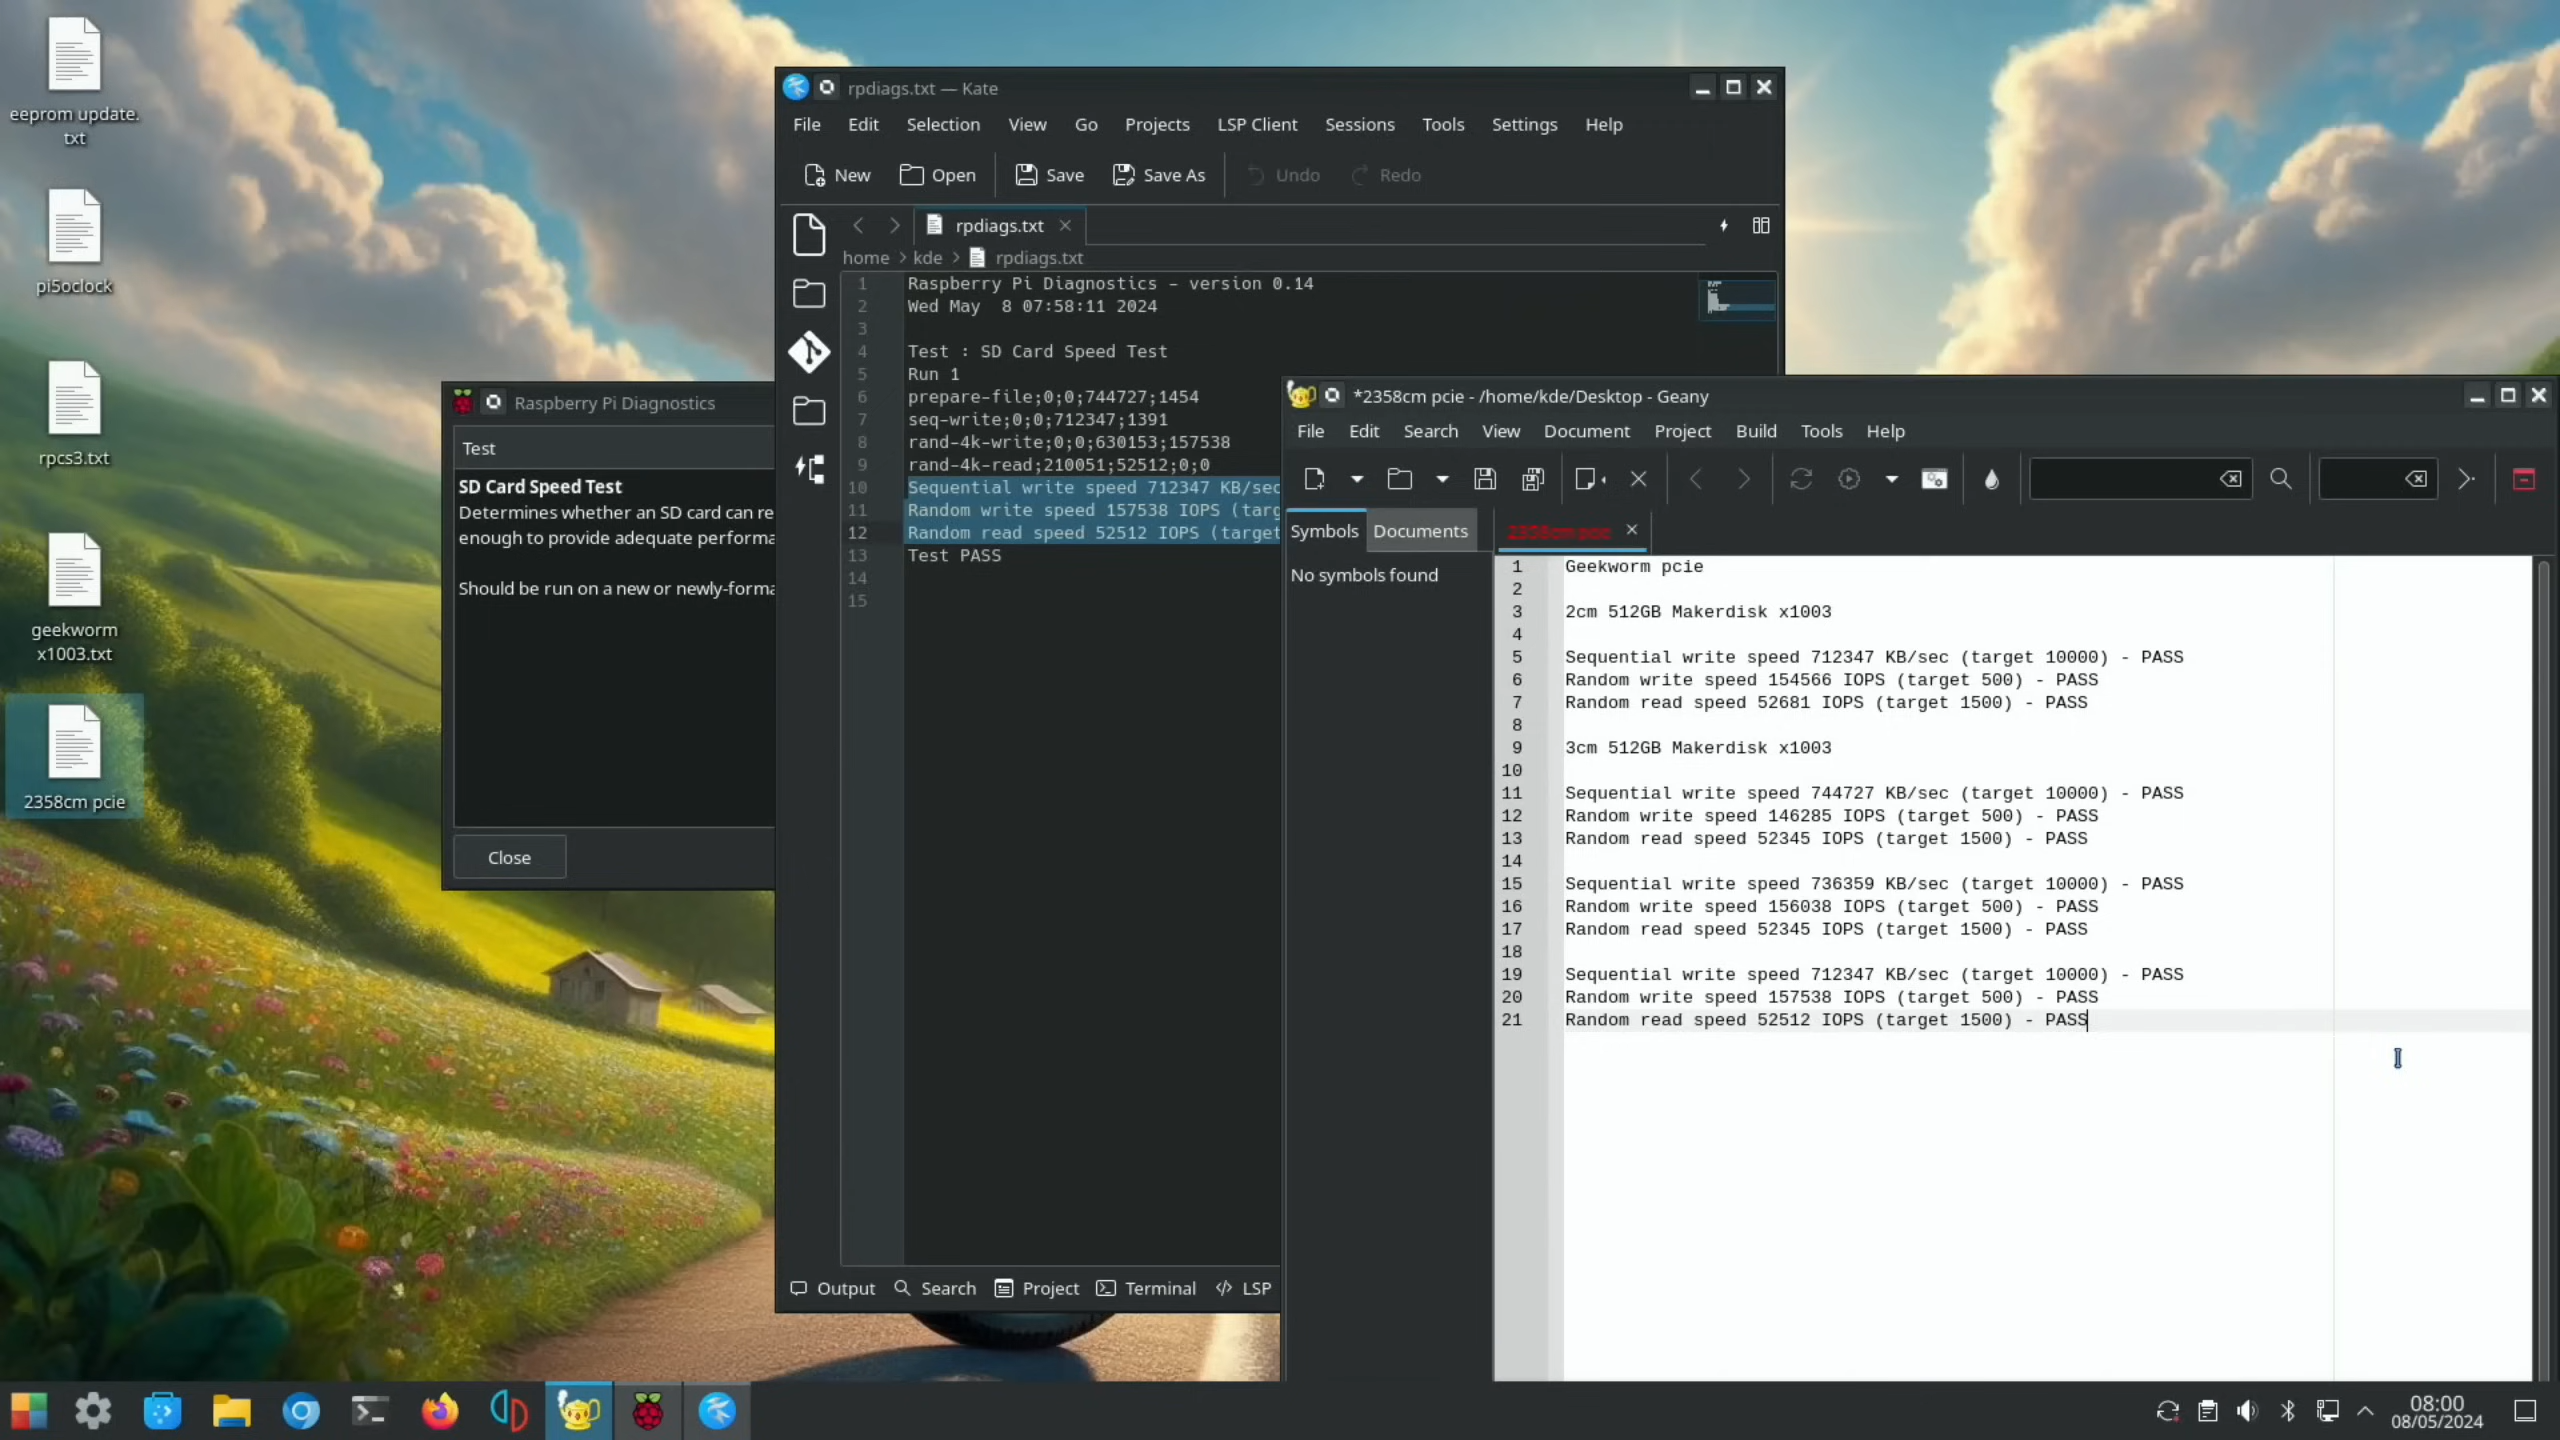 eeprom update.
txt
pi5oclock
rpcs3.txt
geekworm
x1003.txt
2358cm pcie
Raspberry Pi Diagnostics
Test
SD Card Speed Test
Determines whether an SD card can re
enough to provide adequate performa
Should be run on a new or newly-forma
Close
rpdiags.txt — Kate
File Edit Selection View Go Projects LSP Client Sessions Tools Settings Help
New Open Save Save As Undo Redo
rpdiags.txt
home > kde > rpdiags.txt
1 Raspberry Pi Diagnostics - version 0.14
2 Wed May  8 07:58:11 2024
3
4 Test : SD Card Speed Test
5 Run 1
6 prepare-file;0;0;744727;1454
7 seq-write;0;0;712347;1391
8 rand-4k-write;0;0;630153;157538
9 rand-4k-read;210051;52512;0;0
10 Sequential write speed 712347 KB/sec
11 Random write speed 157538 IOPS (targ
12 Random read speed 52512 IOPS (target
13 Test PASS
14
15
Output Search Project Terminal LSP
*2358cm pcie - /home/kde/Desktop - Geany
File Edit Search View Document Project Build Tools Help
Symbols Documents 2358cm pcie
No symbols found
1 Geekworm pcie
2
3 2cm 512GB Makerdisk x1003
4
5 Sequential write speed 712347 KB/sec (target 10000) - PASS
6 Random write speed 154566 IOPS (target 500) - PASS
7 Random read speed 52681 IOPS (target 1500) - PASS
8
9 3cm 512GB Makerdisk x1003
10
11 Sequential write speed 744727 KB/sec (target 10000) - PASS
12 Random write speed 146285 IOPS (target 500) - PASS
13 Random read speed 52345 IOPS (target 1500) - PASS
14
15 Sequential write speed 736359 KB/sec (target 10000) - PASS
16 Random write speed 156038 IOPS (target 500) - PASS
17 Random read speed 52345 IOPS (target 1500) - PASS
18
19 Sequential write speed 712347 KB/sec (target 10000) - PASS
20 Random write speed 157538 IOPS (target 500) - PASS
21 Random read speed 52512 IOPS (target 1500) - PASS
08:00
08/05/2024